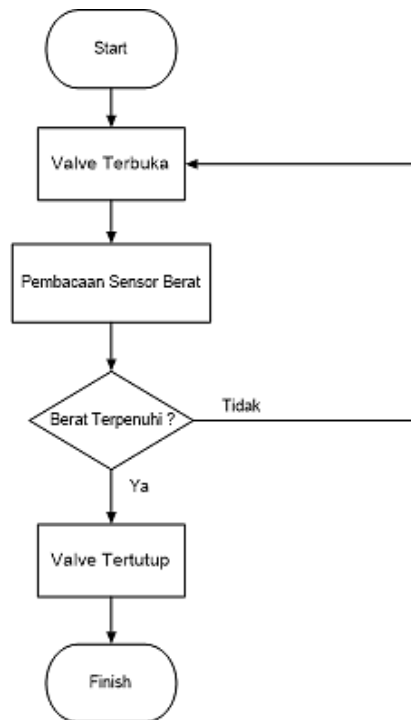 Start
Valve Terbuka
Pembacaan Sensor Berat
Berat Terpenuhi ?
Tidak
Ya
Valve Tertutup
Finish